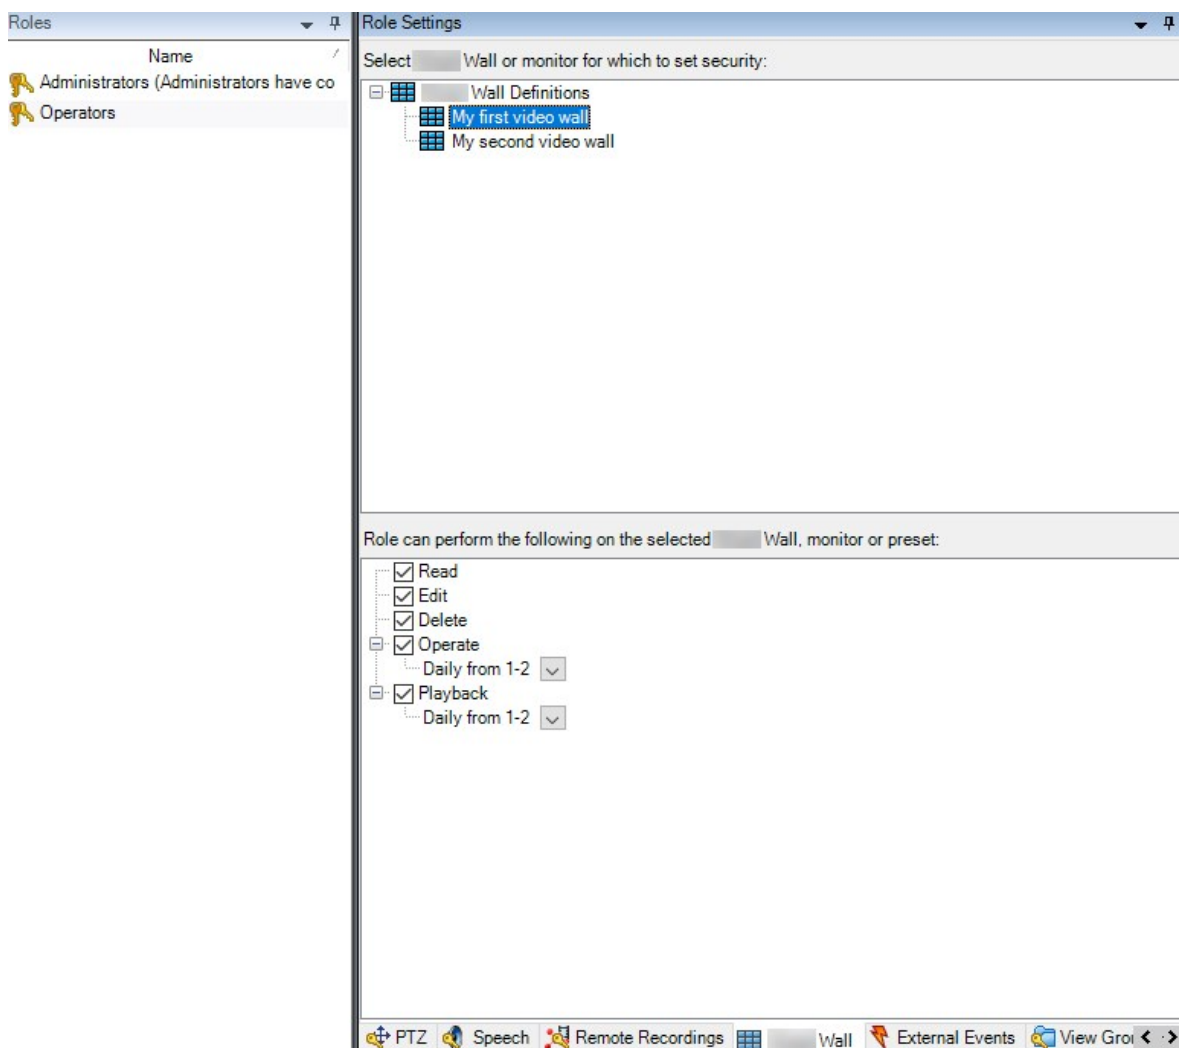 Roles
Name
Administrators (Administrators have co
Operators
Role Settings
Select Wall or monitor for which to set security:
Wall Definitions
My first video wall
My second video wall
Role can perform the following on the selected Wall, monitor or preset:
Read
Edit
Delete
Operate
Daily from 1-2
Playback
Daily from 1-2
PTZ Speech Remote Recordings Wall External Events View Grou